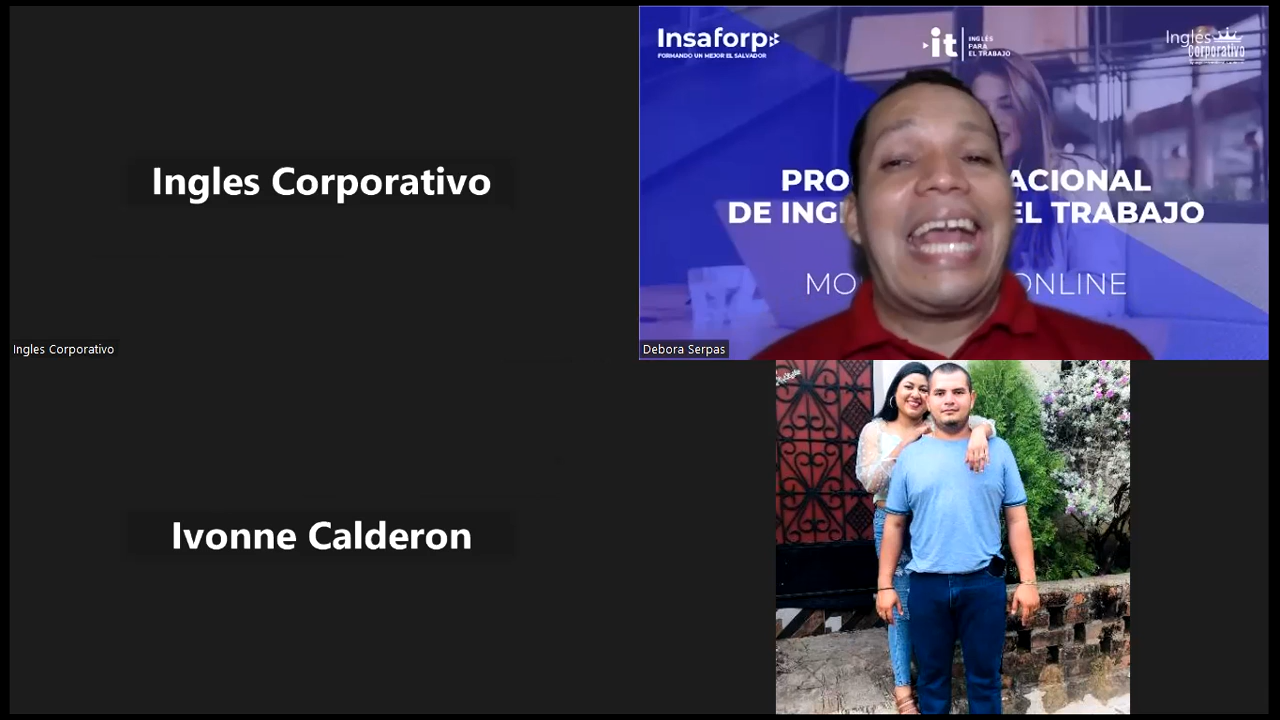 Ingles Corporativo
Ingles Corporativo
Insaforp
FORMANDO UN MEJOR EL SALVADOR
it
INGLÉS
PARA
EL TRABAJO
Inglés
Corporativo
PRO ACIONAL
DE ING EL TRABAJO
MO ONLINE
Debora Serpas
Ivonne Calderon